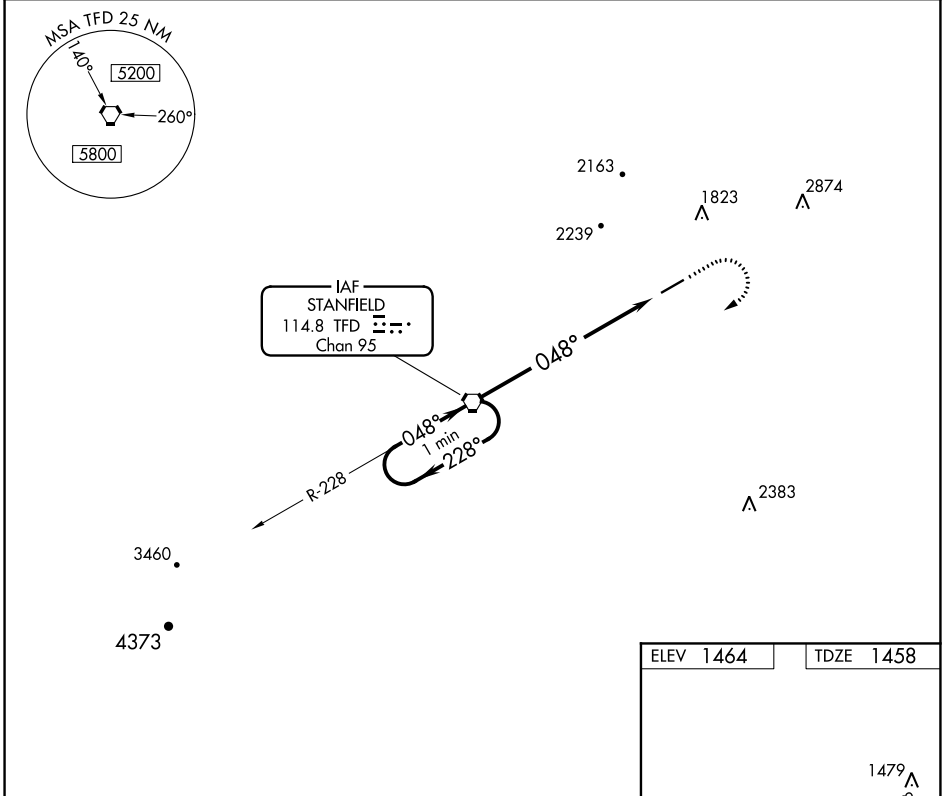 MSA TFD 25 NM
140°
5200
260°
5800
2163
1823
2874
2239
IAF
STANFIELD
114.8 TFD
Chan 95
048°
048°
1 min
228°
R-228
2383
3460
4373
ELEV 1464
TDZE 1458
1479